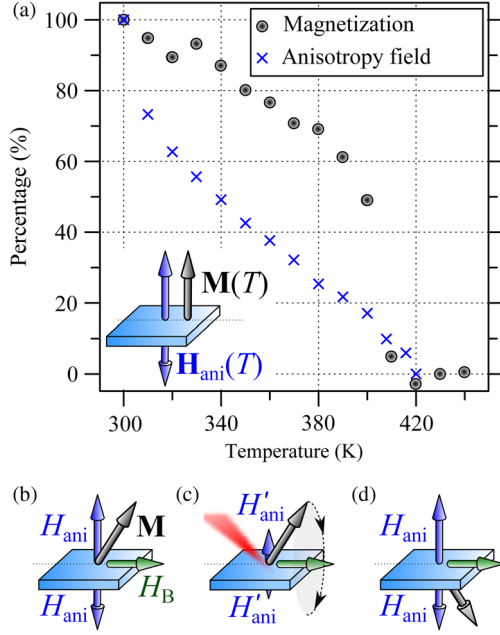 (a)
Magnetization
Anisotropy field
Percentage (%)
100
80
60
40
20
0
M(T)
Hani(T)
300
340
380
420
Temperature (K)
(b)
Hani
M
HB
Hani
(c)
H′ani
H′ani
(d)
Hani
Hani